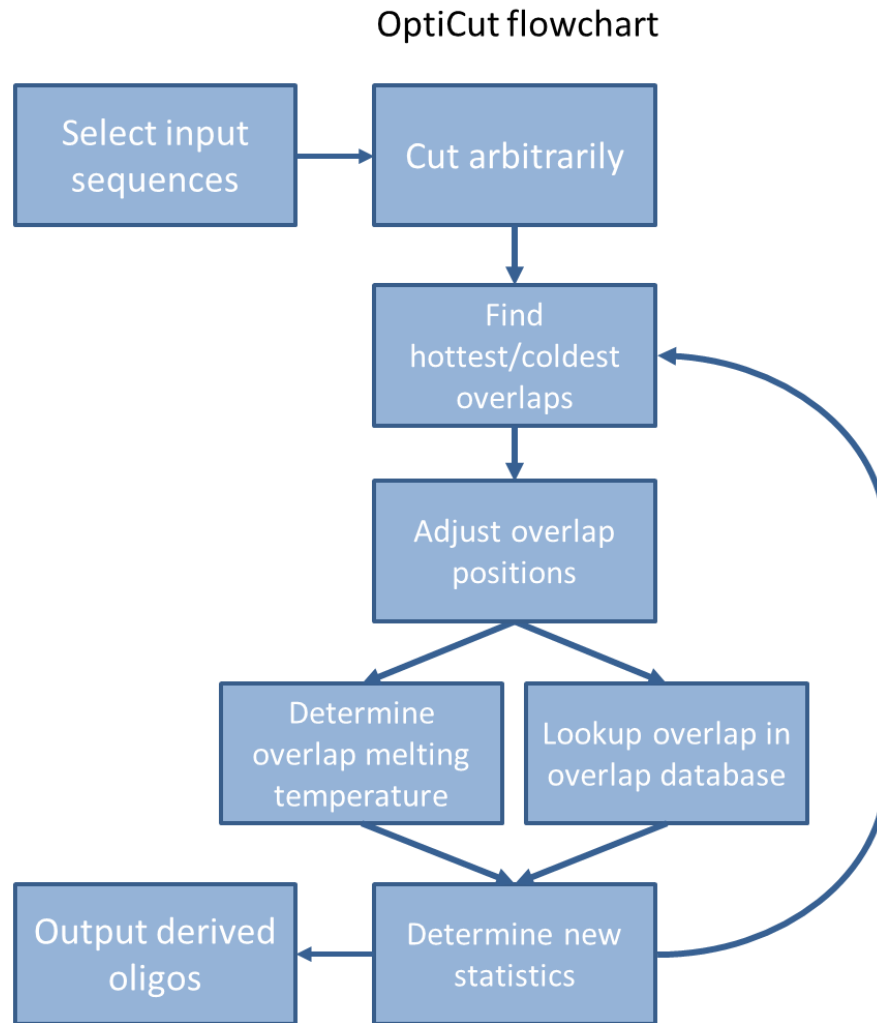 OptiCut flowchart
Select input
sequences
Cut arbitrarily
Find
hottest/coldest
overlaps
Adjust overlap
positions
Determine
overlap melting
temperature
Lookup overlap in
overlap database
Output derived
oligos
Determine new
statistics